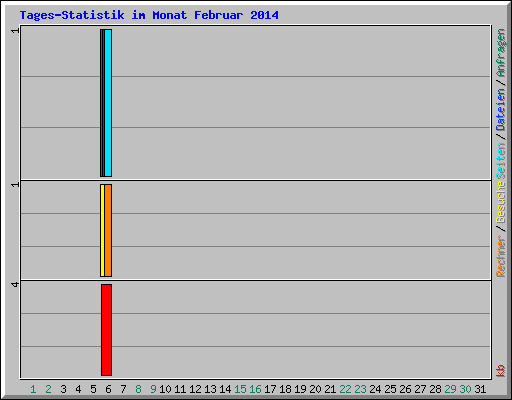 Tages-Statistik im Monat Februar 2014
1
1
4
Rechner / Besuche Seiten / Dateien / Anfragen
kb
1 2 3 4 5 6 7 8 9 10 11 12 13 14 15 16 17 18 19 20 21 22 23 24 25 26 27 28 29 30 31